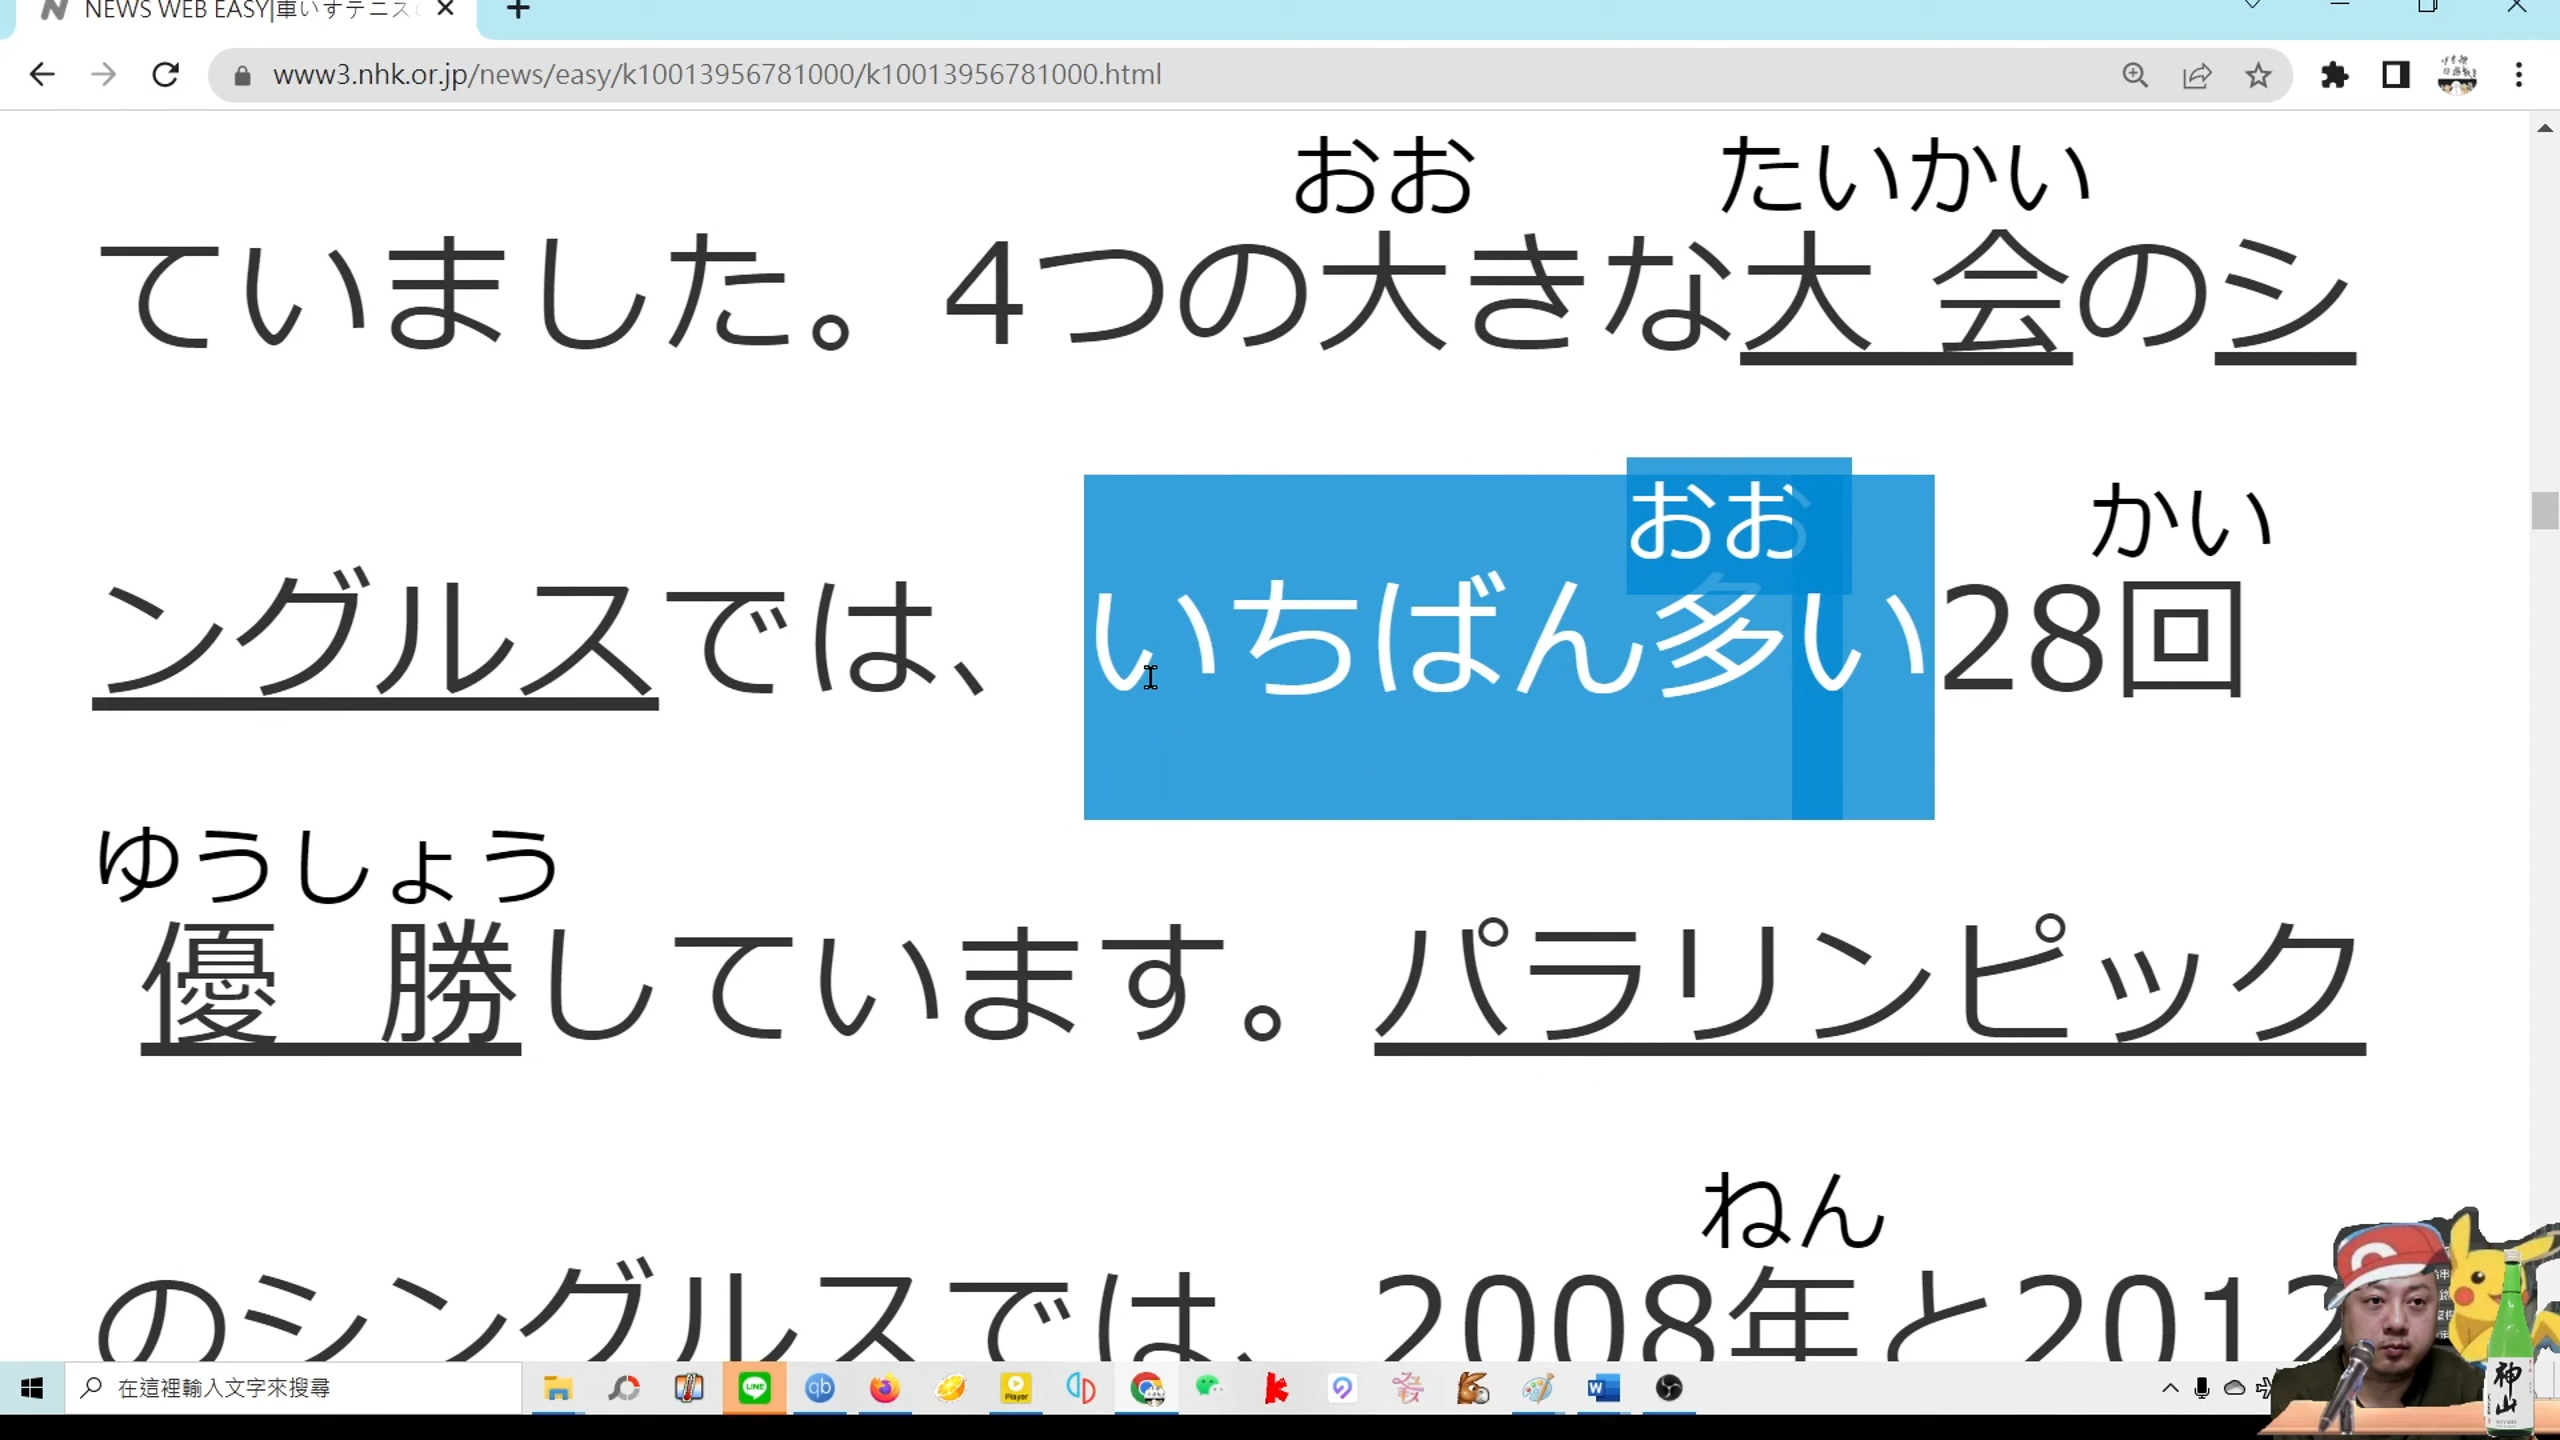 NEWS WEB EASY|車いすテニス
www3.nhk.or.jp/news/easy/k10013956781000/k10013956781000.html
おお たいかい
ていました。4つの大きな大会のシ
おお かい
ングルスでは、いちばん多い28回
ゆうしょう
優勝しています。パラリンピック
ねん
のシングルスでは、2008年と2012
在這裡輸入文字來搜尋
LINE
qb
Player
W
神山